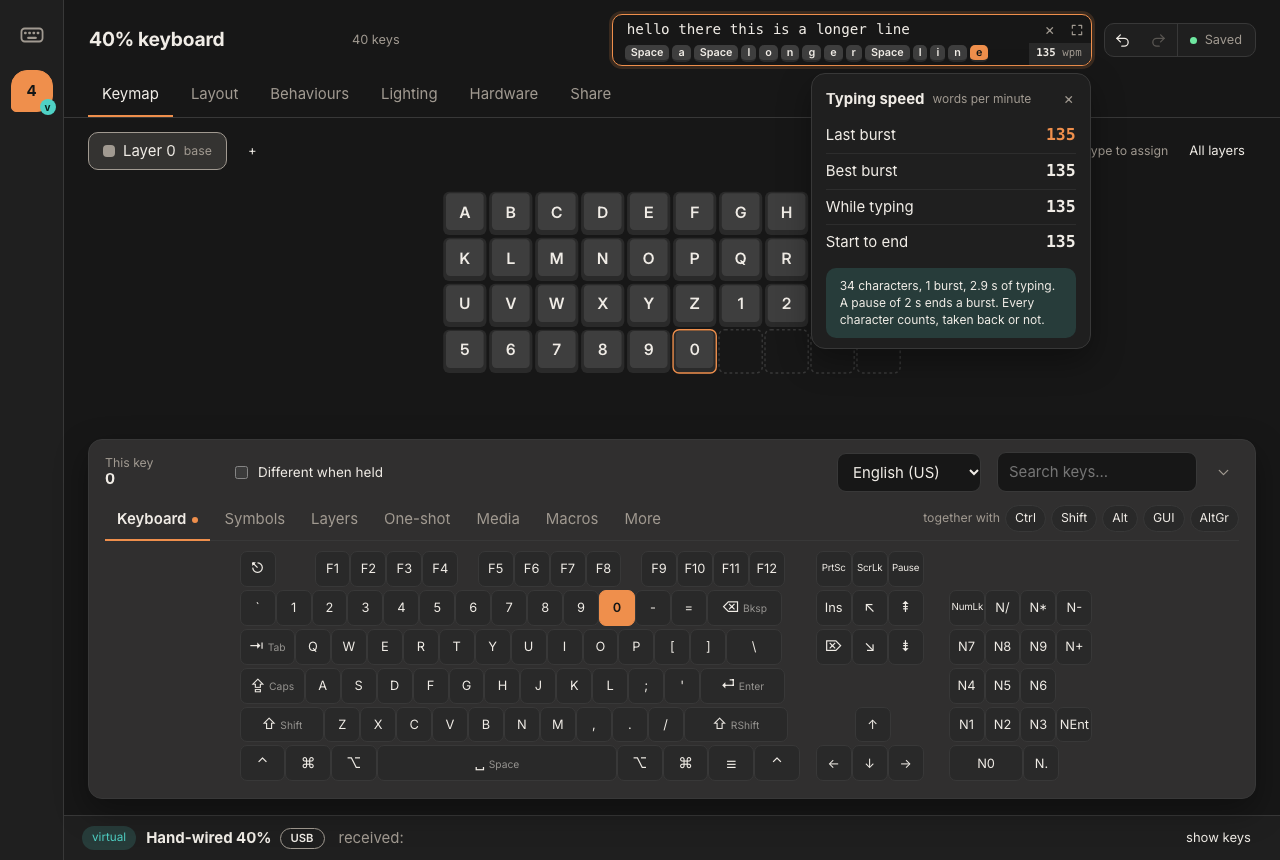 40% keyboard
40 keys
hello there this is a longer line
Space a Space l o n g e r Space l i n e
135 wpm
Saved
4
v
Keymap Layout Behaviours Lighting Hardware Share
Typing speed words per minute
Last burst 135
Best burst 135
While typing 135
Start to end 135
34 characters, 1 burst, 2.9 s of typing.
A pause of 2 s ends a burst. Every
character counts, taken back or not.
Layer 0 base +
to assign All layers
A B C D E F G H
K L M N O P Q R
U V W X Y Z 1 2
5 6 7 8 9 0
This key
0
Different when held
English (US)
Search keys...
Keyboard Symbols Layers One-shot Media Macros More
together with Ctrl Shift Alt GUI AltGr
F1 F2 F3 F4 F5 F6 F7 F8 F9 F10 F11 F12 PrtSc ScrLk Pause
` 1 2 3 4 5 6 7 8 9 0 - = ⌫ Bksp Ins ↖ ⇞ NumLk N/ N* N-
⇥ Tab Q W E R T Y U I O P [ ] \ ⌦ ↘ ⇟ N7 N8 N9 N+
⇪ Caps A S D F G H J K L ; ' ⏎ Enter N4 N5 N6
⇧ Shift Z X C V B N M , . / ⇧ RShift ↑ N1 N2 N3 NEnt
⌃ ⌘ ⌥ ␣ Space ⌥ ⌘ ≡ ⌃ ← ↓ → N0 N.
virtual Hand-wired 40% USB received:
show keys